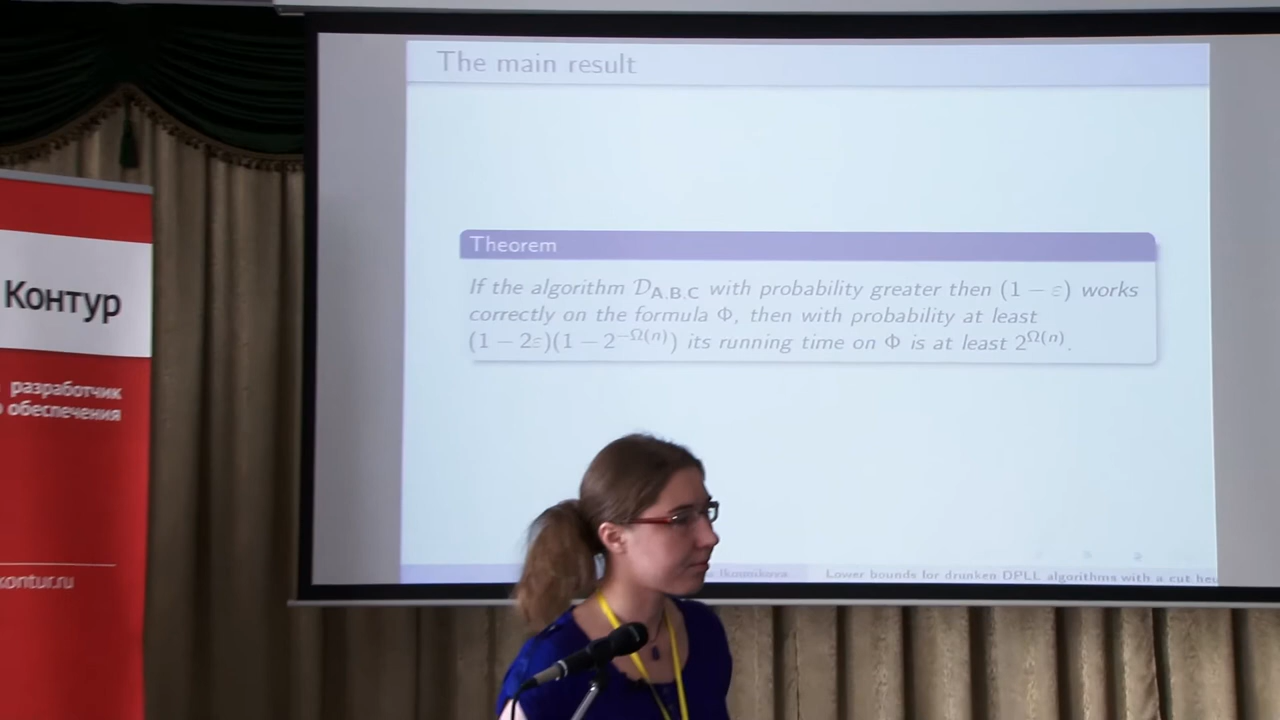 The main result
Theorem
If the algorithm D_A,B,C with probability greater then (1 − ε) works
correctly on the formula Φ, then with probability at least
(1 − 2ε)(1 − 2^{−Ω(n)}) its running time on Φ is at least 2^{Ω(n)}.
Lower bounds for drunken DPLL algorithms with a cut heu
Контур
разработчик
обеспечения
kontur.ru